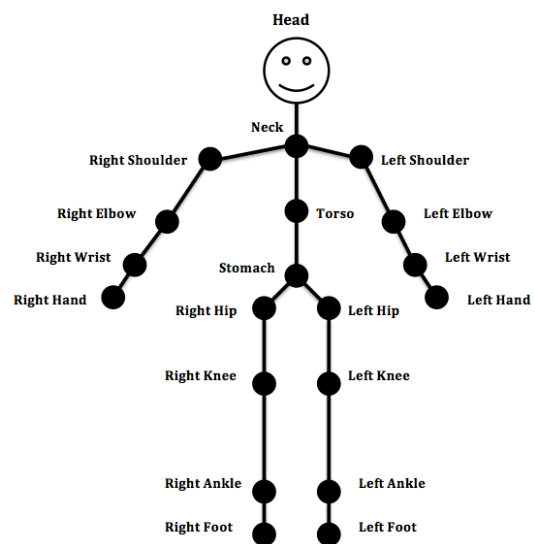 Head
Neck
Right Shoulder
Left Shoulder
Right Elbow
Torso
Left Elbow
Right Wrist
Left Wrist
Stomach
Right Hand
Left Hand
Right Hip
Left Hip
Right Knee
Left Knee
Right Ankle
Left Ankle
Right Foot
Left Foot